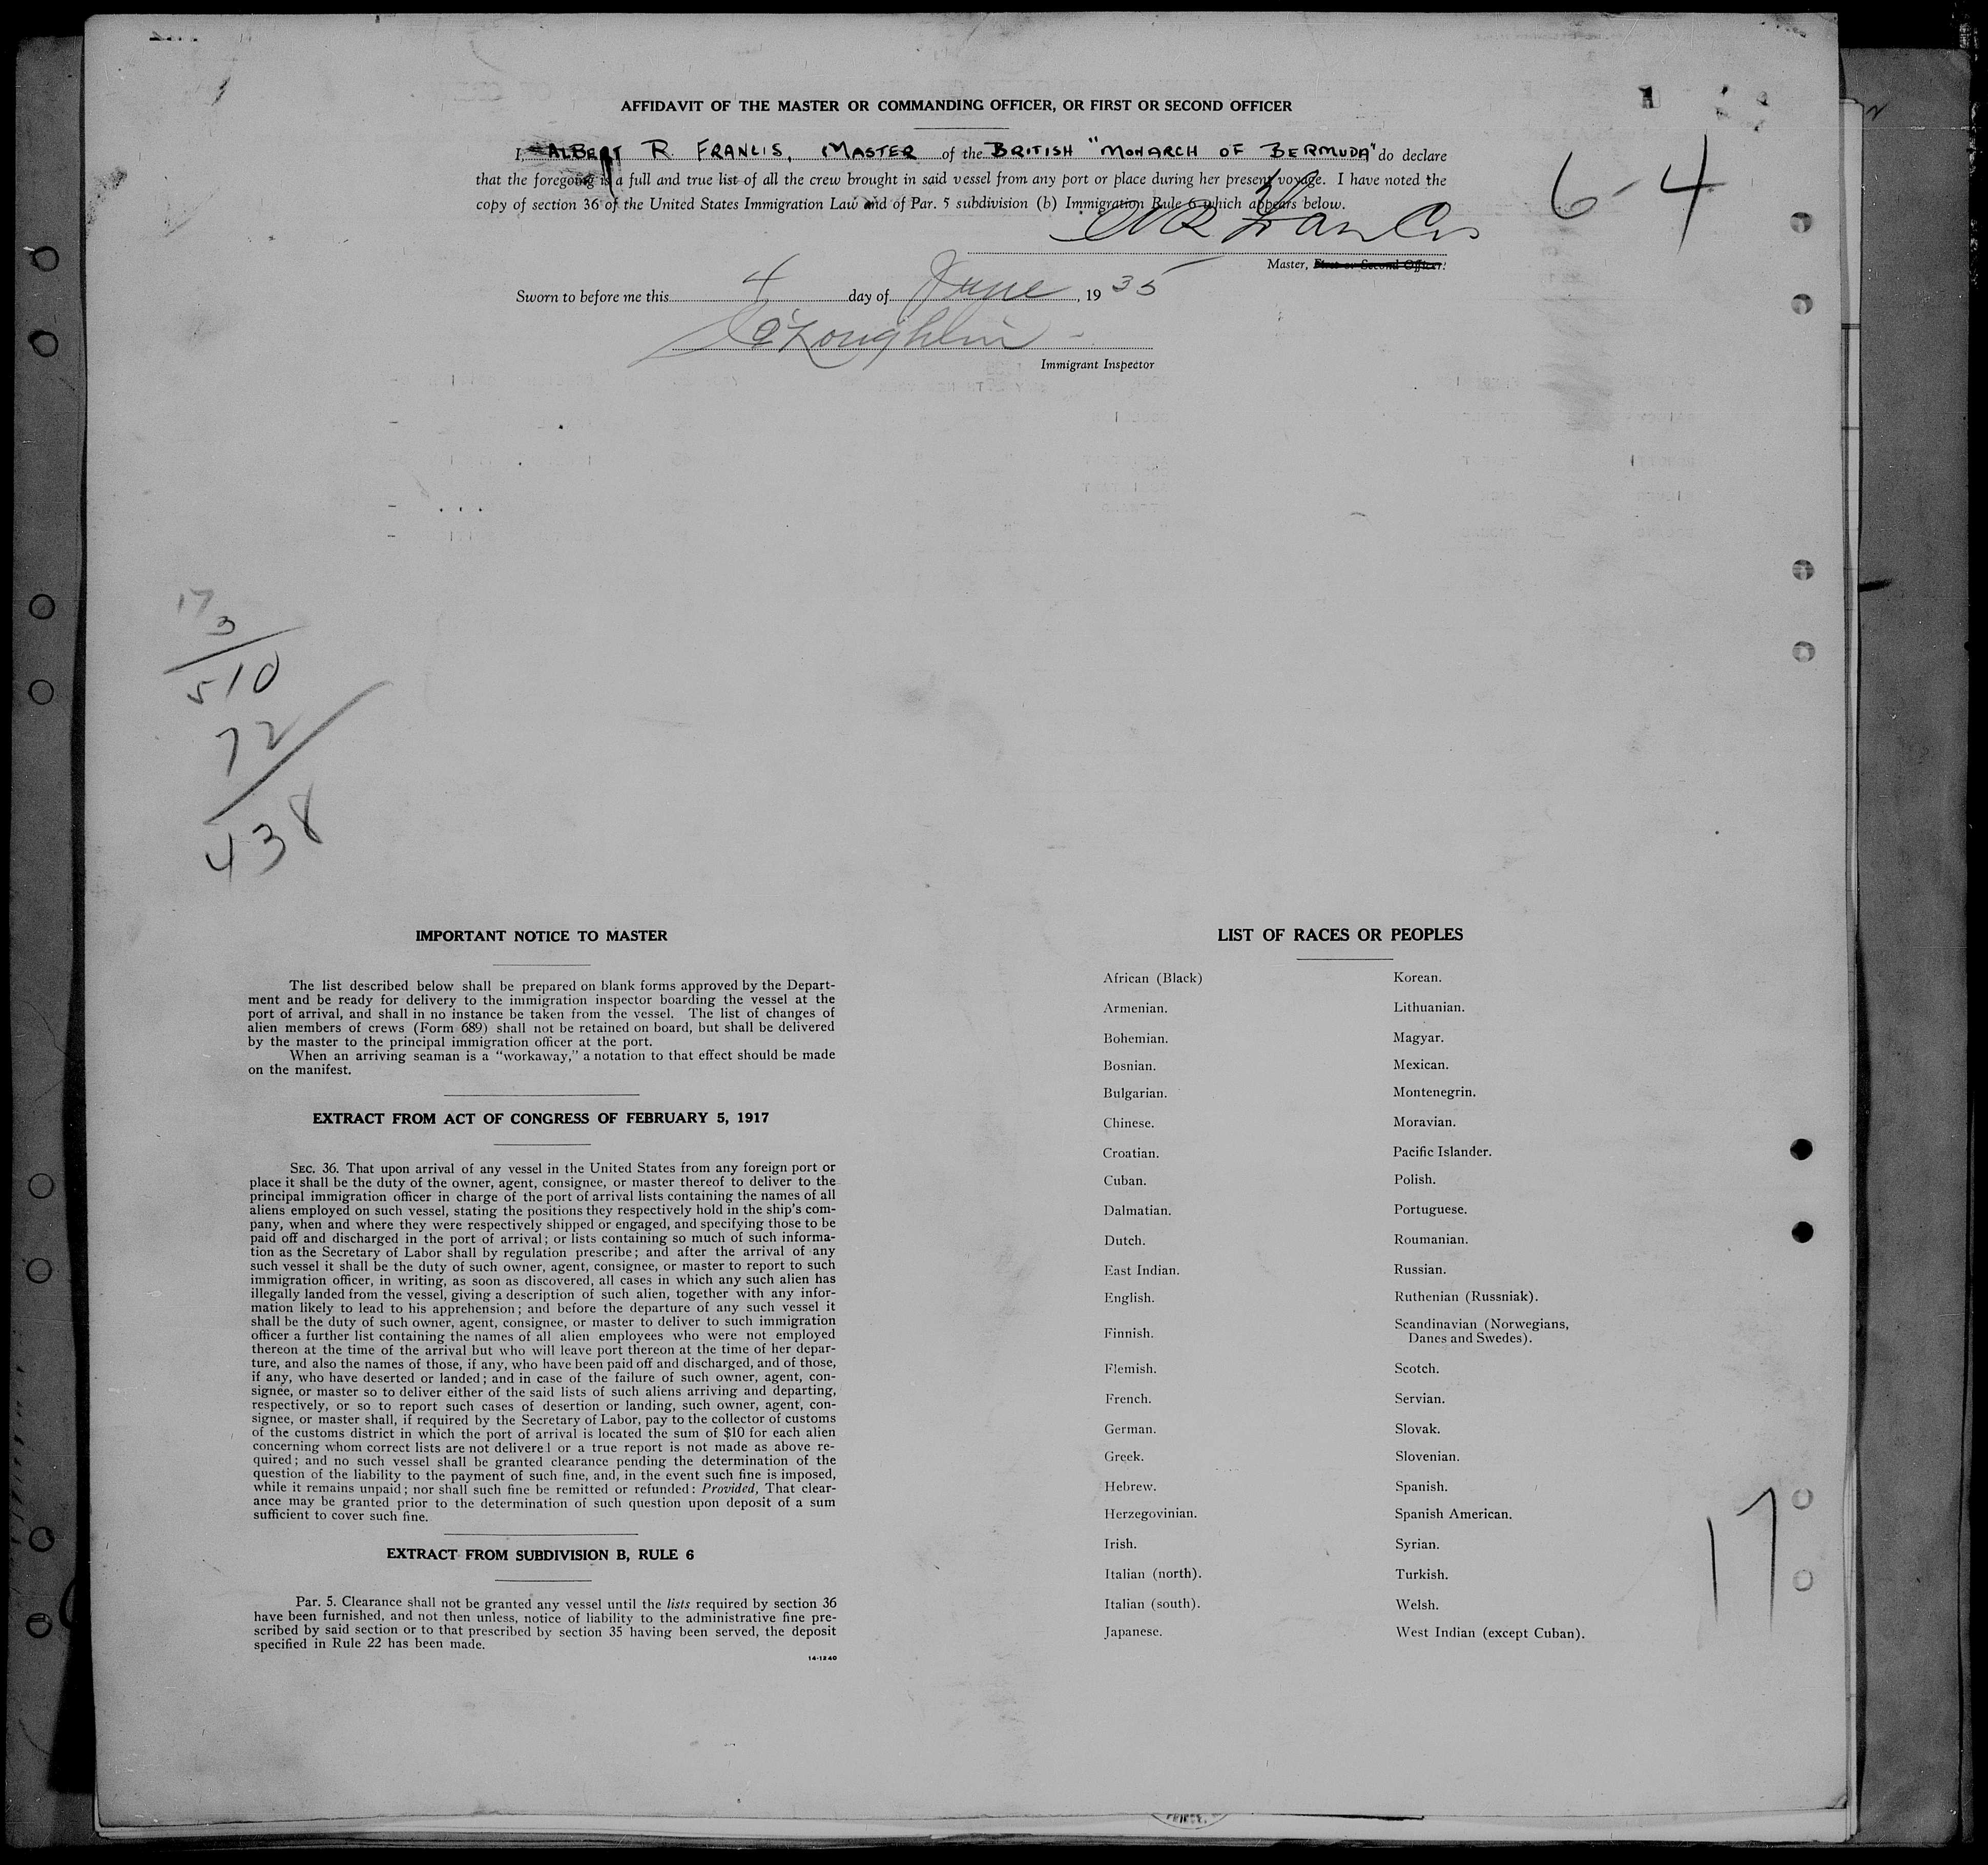 AFFIDAVIT OF THE MASTER OR COMMANDING OFFICER, OR FIRST OR SECOND OFFICER
I, ALBERT R. FRANCIS, MASTER of the BRITISH "MONARCH OF BERMUDA" do declare
that the foregoing is a full and true list of all the crew brought in said vessel from any port or place during her present voyage. I have noted the
copy of section 36 of the United States Immigration Law and of Par. 5 subdivision (b) Immigration Rule 6 which appears below.
6-4
A R Francis
Master, First or Second Officer.
Sworn to before me this 4 day of June, 1935
O'Loughlin
Immigrant Inspector
17
3
510
72
438
IMPORTANT NOTICE TO MASTER
The list described below shall be prepared on blank forms approved by the Depart-
ment and be ready for delivery to the immigration inspector boarding the vessel at the
port of arrival, and shall in no instance be taken from the vessel. The list of changes of
alien members of crews (Form 689) shall not be retained on board, but shall be delivered
by the master to the principal immigration officer at the port.
When an arriving seaman is a "workaway," a notation to that effect should be made
on the manifest.
EXTRACT FROM ACT OF CONGRESS OF FEBRUARY 5, 1917
SEC. 36. That upon arrival of any vessel in the United States from any foreign port or
place it shall be the duty of the owner, agent, consignee, or master thereof to deliver to the
principal immigration officer in charge of the port of arrival lists containing the names of all
aliens employed on such vessel, stating the positions they respectively hold in the ship's com-
pany, when and where they were respectively shipped or engaged, and specifying those to be
paid off and discharged in the port of arrival; or lists containing so much of such informa-
tion as the Secretary of Labor shall by regulation prescribe; and after the arrival of any
such vessel it shall be the duty of such owner, agent, consignee, or master to report to such
immigration officer, in writing, as soon as discovered, all cases in which any such alien has
illegally landed from the vessel, giving a description of such alien, together with any infor-
mation likely to lead to his apprehension; and before the departure of any such vessel it
shall be the duty of such owner, agent, consignee, or master to deliver to such immigration
officer a further list containing the names of all alien employees who were not employed
thereon at the time of the arrival but who will leave port thereon at the time of her depar-
ture, and also the names of those, if any, who have been paid off and discharged, and of those,
if any, who have deserted or landed; and in case of the failure of such owner, agent, con-
signee, or master so to deliver either of the said lists of such aliens arriving and departing,
respectively, or so to report such cases of desertion or landing, such owner, agent, con-
signee, or master shall, if required by the Secretary of Labor, pay to the collector of customs
of the customs district in which the port of arrival is located the sum of $10 for each alien
concerning whom correct lists are not delivered or a true report is not made as above re-
quired; and no such vessel shall be granted clearance pending the determination of the
question of the liability to the payment of such fine, and, in the event such fine is imposed,
while it remains unpaid; nor shall such fine be remitted or refunded: Provided, That clear-
ance may be granted prior to the determination of such question upon deposit of a sum
sufficient to cover such fine.
EXTRACT FROM SUBDIVISION B, RULE 6
Par. 5. Clearance shall not be granted any vessel until the lists required by section 36
have been furnished, and not then unless, notice of liability to the administrative fine pre-
scribed by said section or to that prescribed by section 35 having been served, the deposit
specified in Rule 22 has been made.
14-1240
LIST OF RACES OR PEOPLES
African (Black)
Armenian.
Bohemian.
Bosnian.
Bulgarian.
Chinese.
Croatian.
Cuban.
Dalmatian.
Dutch.
East Indian.
English.
Finnish.
Flemish.
French.
German.
Greek.
Hebrew.
Herzegovinian.
Irish.
Italian (north).
Italian (south).
Japanese.
Korean.
Lithuanian.
Magyar.
Mexican.
Montenegrin.
Moravian.
Pacific Islander.
Polish.
Portuguese.
Roumanian.
Russian.
Ruthenian (Russniak).
Scandinavian (Norwegians,
Danes and Swedes).
Scotch.
Servian.
Slovak.
Slovenian.
Spanish.
Spanish American.
Syrian.
Turkish.
Welsh.
West Indian (except Cuban).
17